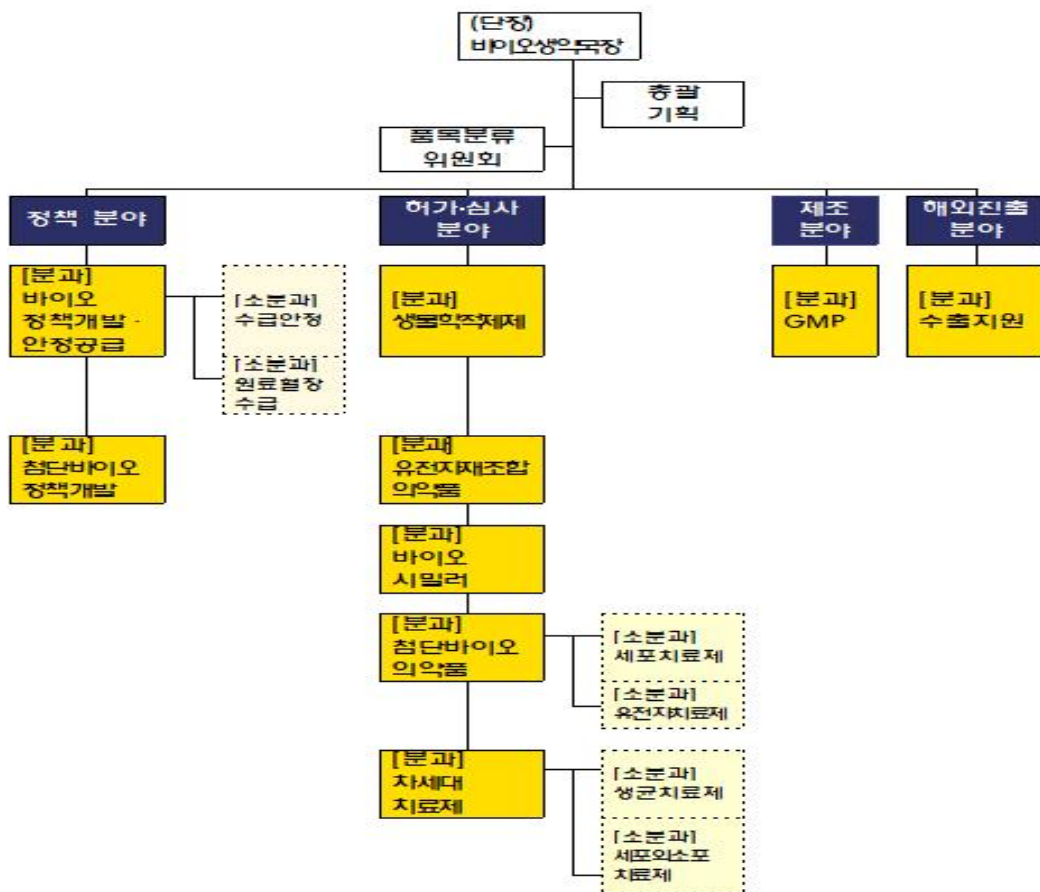 (단장)
바이오생약국장
총괄
기획
품목분류
위원회
정책 분야
허가·심사
분야
제조
분야
해외진출
분야
[분과]
바이오
정책개발·
안정공급
[소분과]
수급안정
[소분과]
원료혈장
수급
[분과]
첨단바이오
정책개발
[분과]
생물학적제제
[분과]
유전자재조합
의약품
[분과]
바이오
시밀러
[분과]
첨단바이오
의약품
[소분과]
세포치료제
[소분과]
유전자치료제
[분과]
차세대
치료제
[소분과]
생균치료제
[소분과]
세포외소포
치료제
[분과]
GMP
[분과]
수출지원